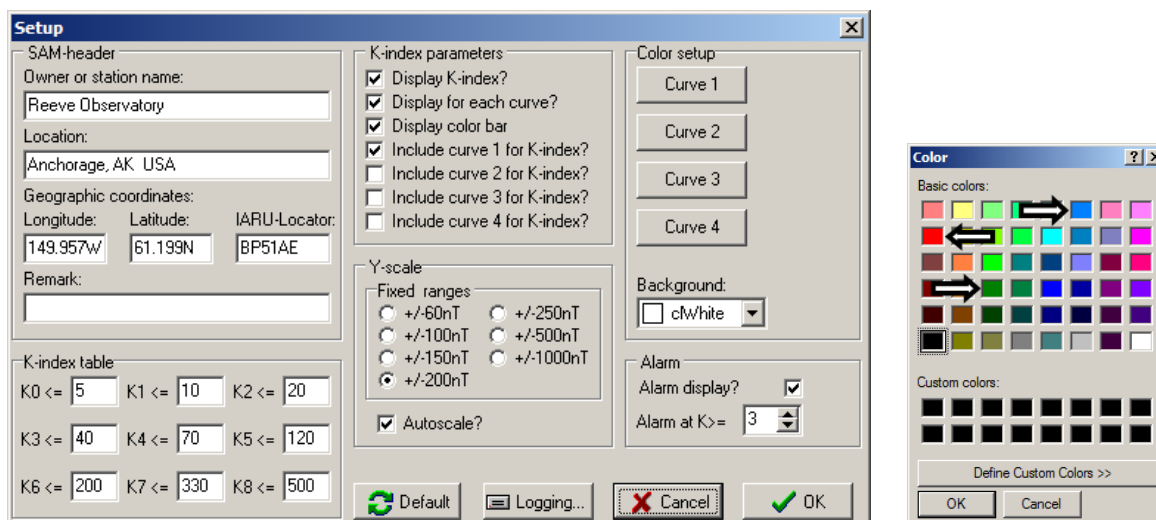 Setup
SAM-header
Owner or station name:
Reeve Observatory
Location:
Anchorage, AK USA
Geographic coordinates:
Longitude: Latitude: IARU-Locator:
149.957W 61.199N BP51AE
Remark:
K-index table
K0 <= 5 K1 <= 10 K2 <= 20
K3 <= 40 K4 <= 70 K5 <= 120
K6 <= 200 K7 <= 330 K8 <= 500
K-index parameters
Display K-index?
Display for each curve?
Display color bar
Include curve 1 for K-index?
Include curve 2 for K-index?
Include curve 3 for K-index?
Include curve 4 for K-index?
Y-scale
Fixed ranges
+/-60nT +/-250nT
+/-100nT +/-500nT
+/-150nT +/-1000nT
+/-200nT
Autoscale?
Color setup
Curve 1
Curve 2
Curve 3
Curve 4
Background:
clWhite
Alarm
Alarm display?
Alarm at K>= 3
Default Logging... Cancel OK
Color
Basic colors:
Custom colors:
Define Custom Colors >>
OK Cancel